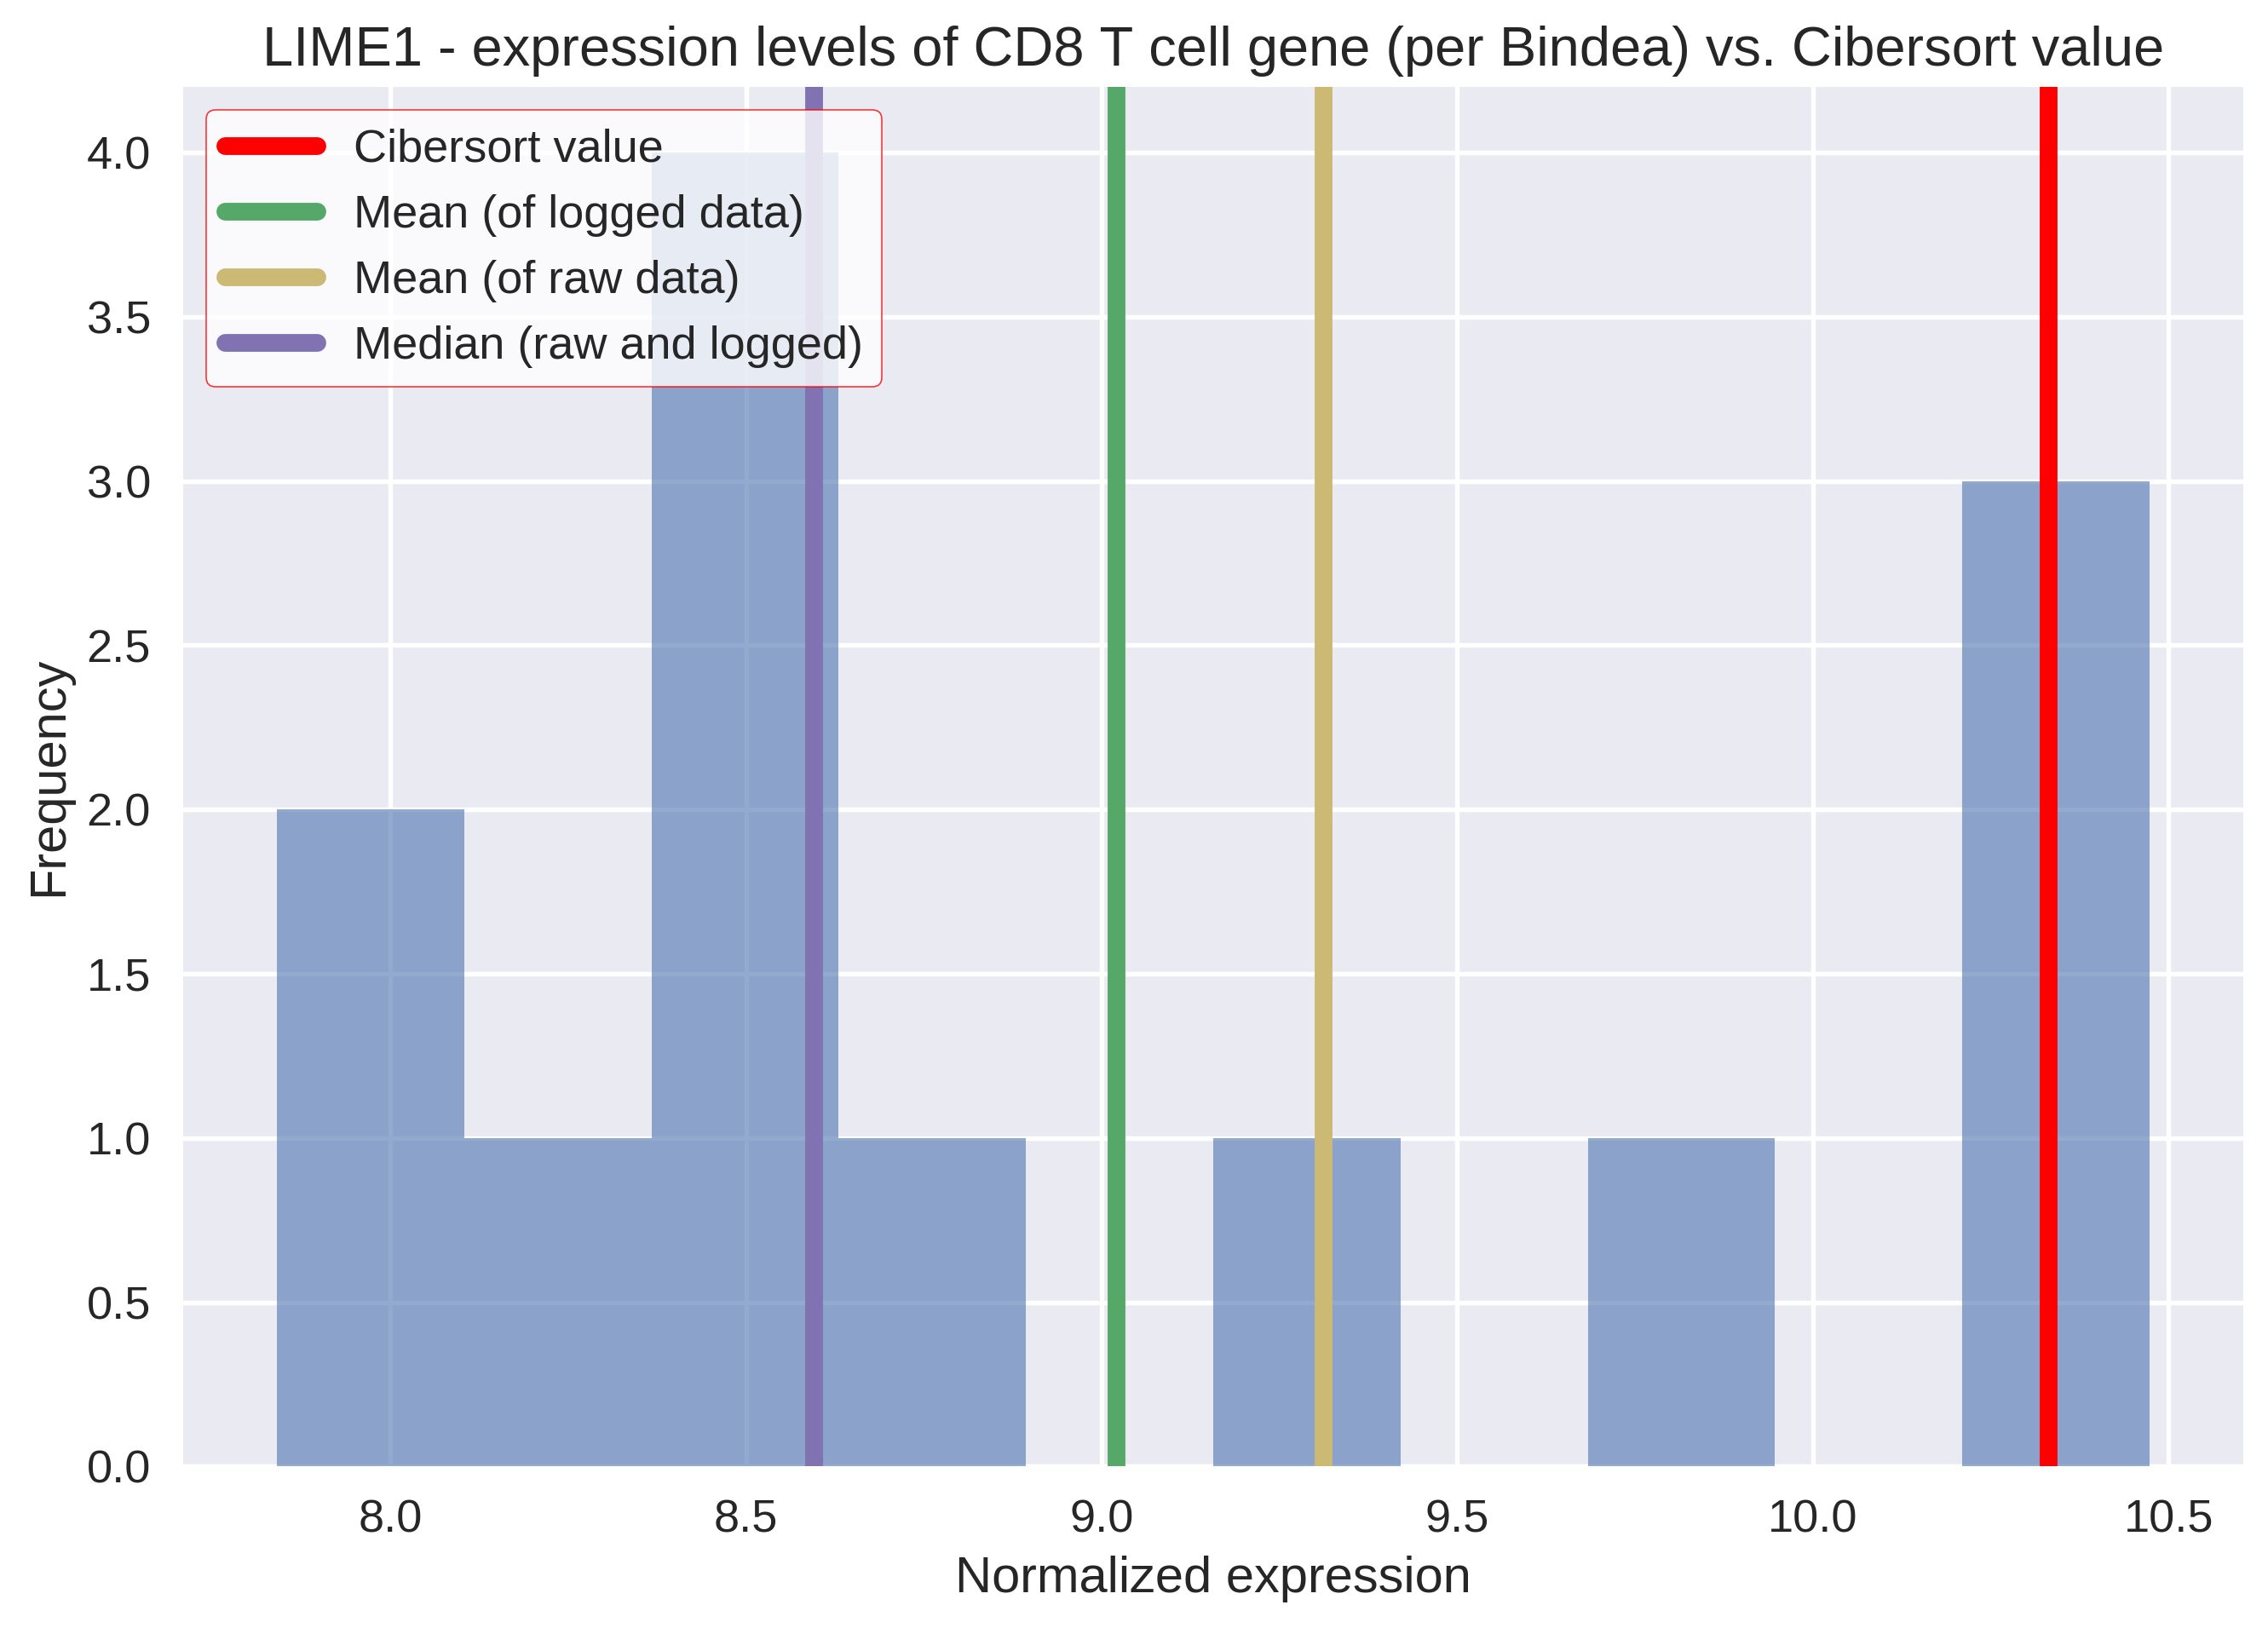 LIME1 - expression levels of CD8 T cell gene (per Bindea) vs. Cibersort value
Cibersort value
Mean (of logged data)
Mean (of raw data)
Median (raw and logged)
4.0
3.5
3.0
2.5
2.0
1.5
1.0
0.5
0.0
Frequency
8.0 8.5 9.0 9.5 10.0 10.5
Normalized expression